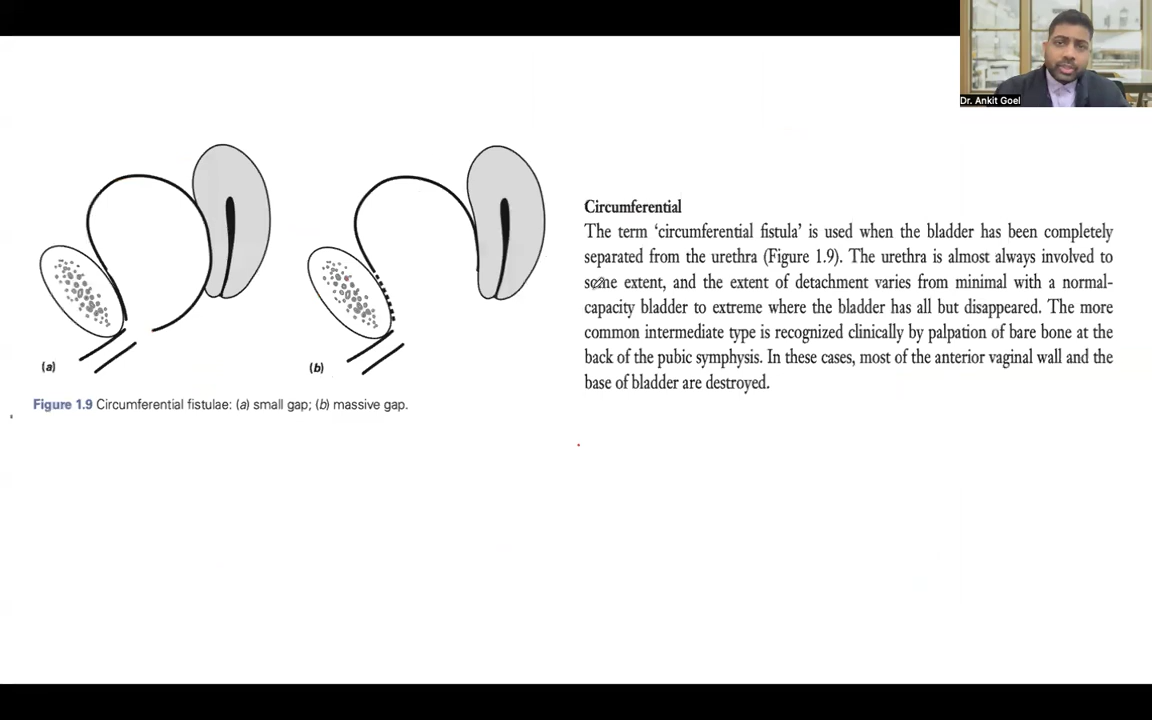 Dr. Ankit Goel
Circumferential
The term 'circumferential fistula' is used when the bladder has been completely
separated from the urethra (Figure 1.9). The urethra is almost always involved to
some extent, and the extent of detachment varies from minimal with a normal-
capacity bladder to extreme where the bladder has all but disappeared. The more
common intermediate type is recognized clinically by palpation of bare bone at the
back of the pubic symphysis. In these cases, most of the anterior vaginal wall and the
base of bladder are destroyed.
(a)
(b)
Figure 1.9 Circumferential fistulae: (a) small gap; (b) massive gap.